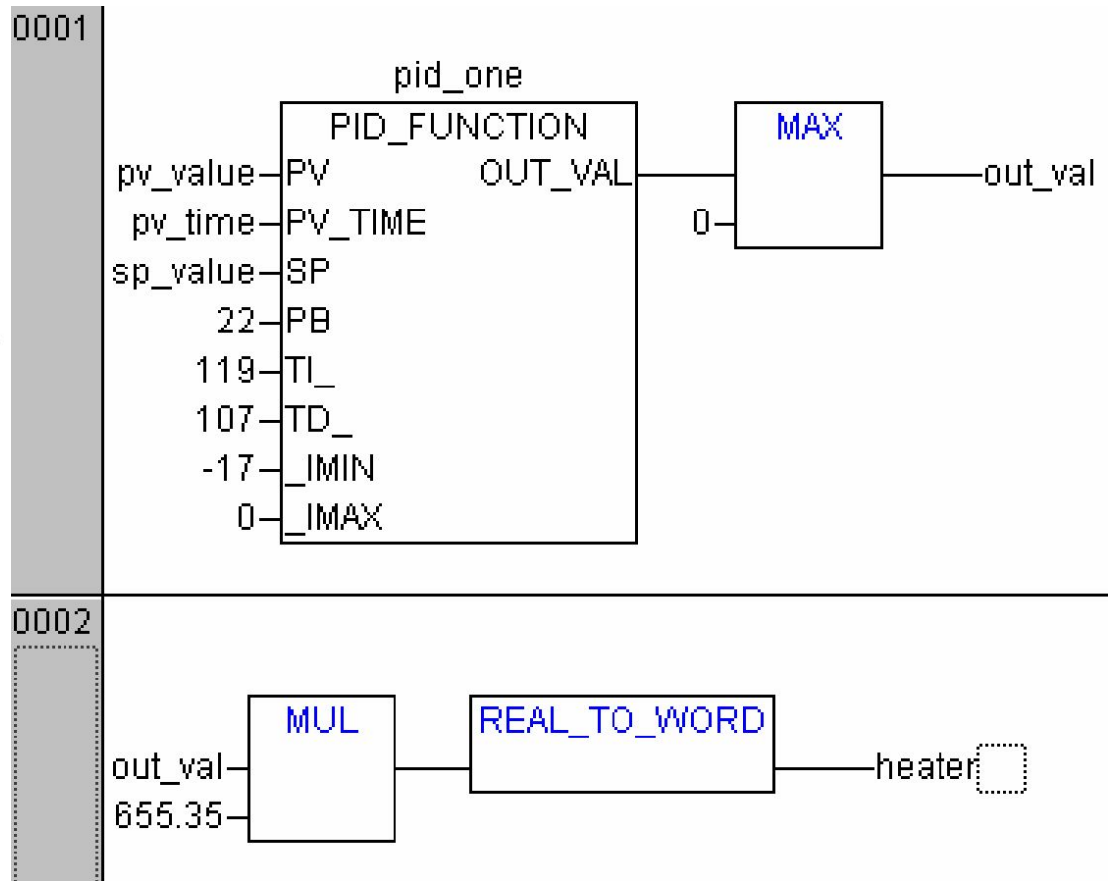 0001
pid_one
PID_FUNCTION
MAX
pv_value PV OUT_VAL out_val
pv_time PV_TIME 0
sp_value SP
22 PB
119 TI_
107 TD_
-17 _IMIN
0 _IMAX
0002
MUL REAL_TO_WORD
out_val heater
655.35